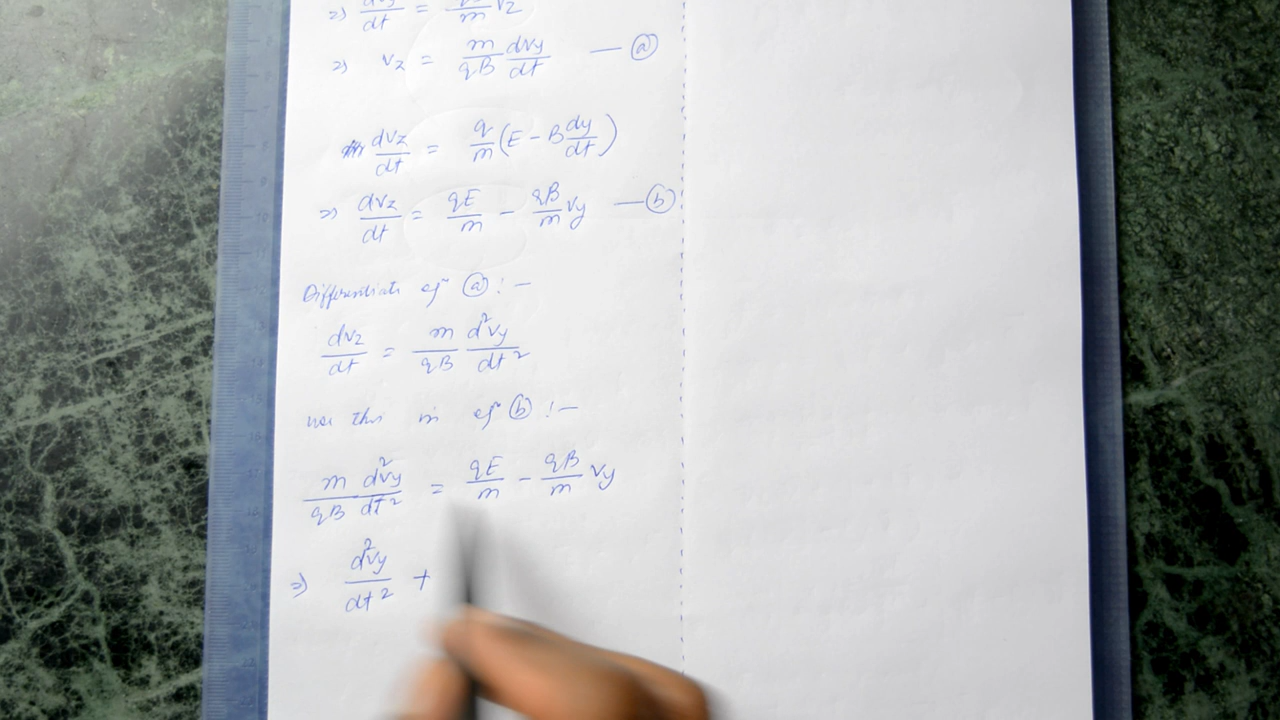 => dvy/dt = qB/m vz
=> vz = m/qB dvy/dt — (a)
dvz/dt = q/m (E - B dy/dt)
=> dvz/dt = qE/m - qB/m vy — (b)
Differentiate eqⁿ (a) :-
dvz/dt = m/qB d²vy/dt²
use this in eqⁿ (b) :-
m d²vy / qB dt² = qE/m - qB/m vy
=> d²vy/dt² +